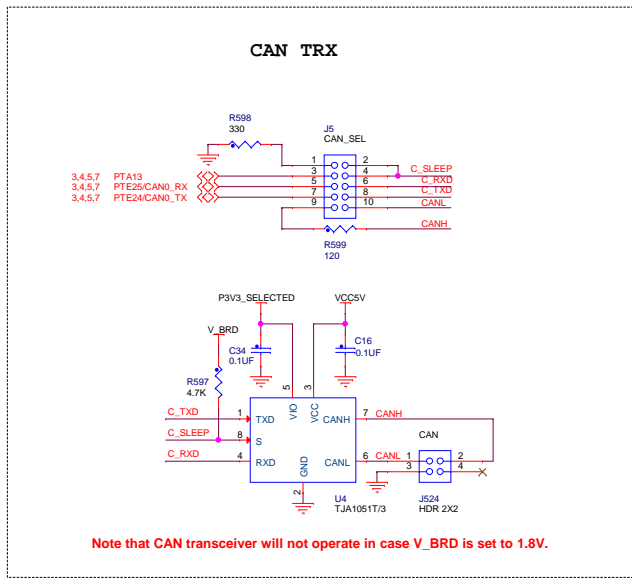 CAN TRX
R598
330
J5
CAN_SEL
1 2
3,4,5,7 PTA13 3 4 C_SLEEP
3,4,5,7 PTE25/CAN0_RX 5 6 C_RXD
3,4,5,7 PTE24/CAN0_TX 7 8 C_TXD
9 10 CANL
CANH
R599
120
P3V3_SELECTED VCC5V
V_BRD
C34
0.1UF
C16
0.1UF
R597
4.7K
5 3
VIO VCC
C_TXD 1 TXD CANH 7 CANH
C_SLEEP 8 S
C_RXD 4 RXD CANL 6 CANL
GND
2
CAN
1 2
3 4
U4
TJA1051T/3
J524
HDR 2X2
Note that CAN transceiver will not operate in case V_BRD is set to 1.8V.